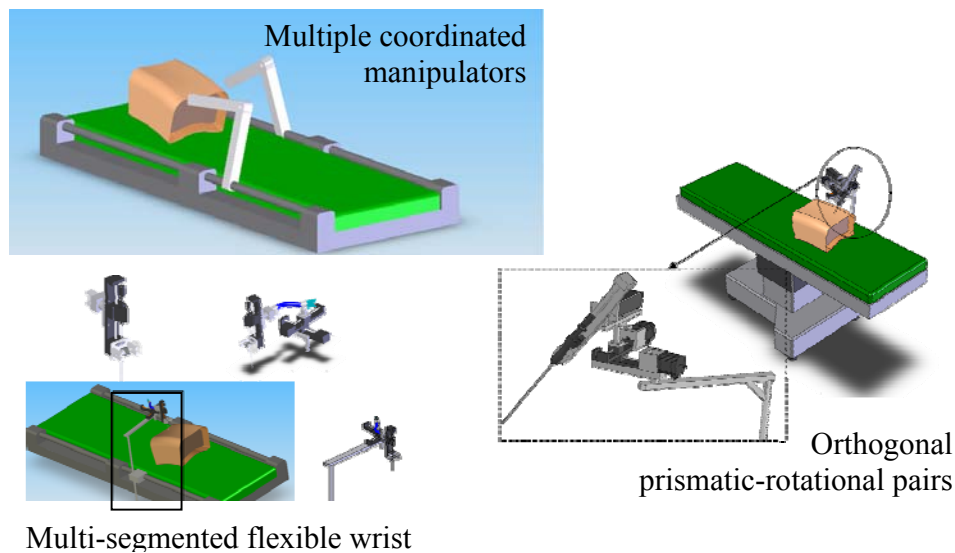 Multiple coordinated
manipulators
Orthogonal
prismatic-rotational pairs
Multi-segmented flexible wrist